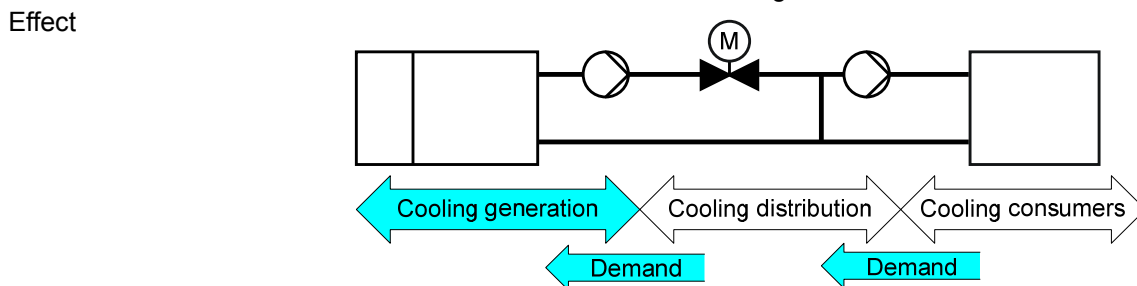 Effect
M
Cooling generation
Cooling distribution
Cooling consumers
Demand
Demand